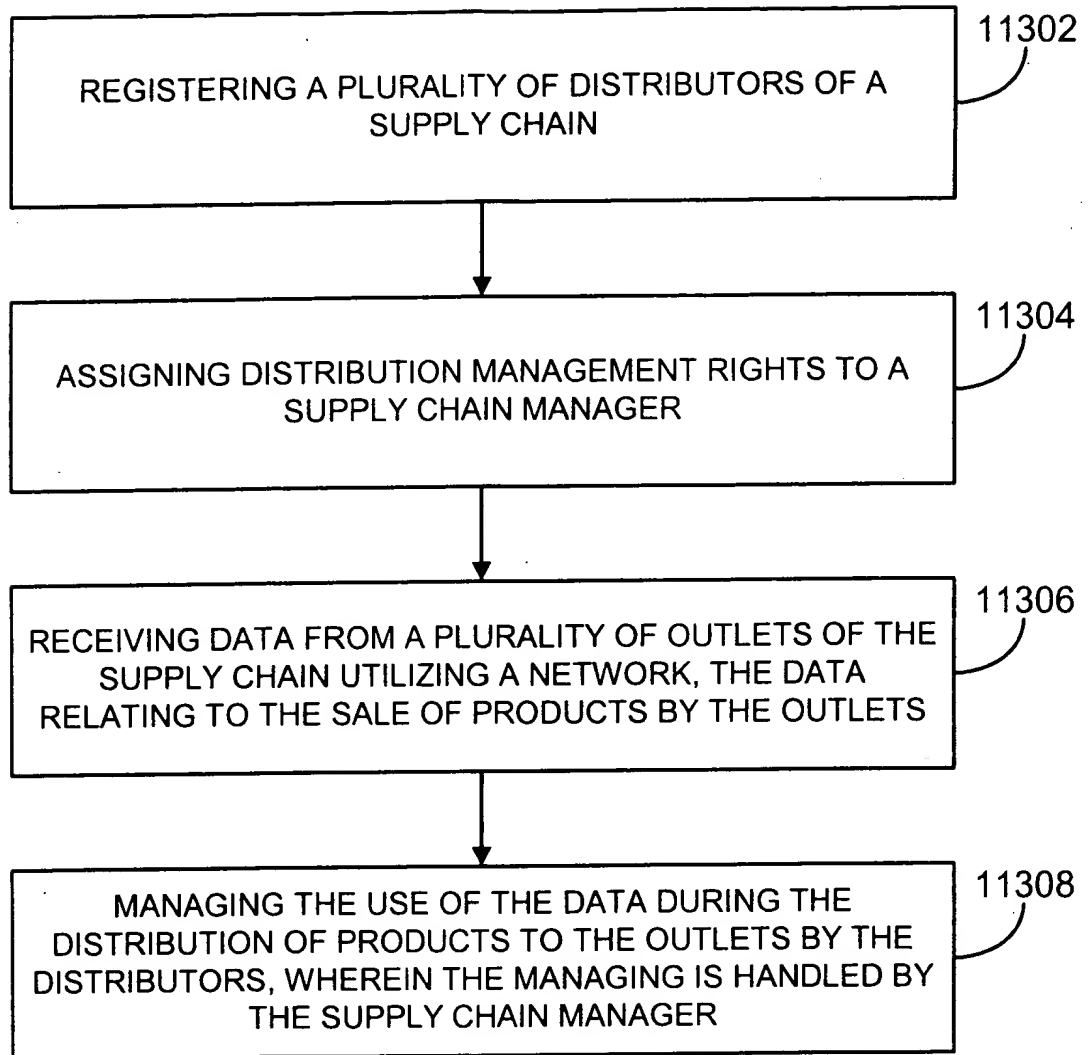 11302
REGISTERING A PLURALITY OF DISTRIBUTORS OF A
SUPPLY CHAIN
11304
ASSIGNING DISTRIBUTION MANAGEMENT RIGHTS TO A
SUPPLY CHAIN MANAGER
11306
RECEIVING DATA FROM A PLURALITY OF OUTLETS OF THE
SUPPLY CHAIN UTILIZING A NETWORK, THE DATA
RELATING TO THE SALE OF PRODUCTS BY THE OUTLETS
11308
MANAGING THE USE OF THE DATA DURING THE
DISTRIBUTION OF PRODUCTS TO THE OUTLETS BY THE
DISTRIBUTORS, WHEREIN THE MANAGING IS HANDLED BY
THE SUPPLY CHAIN MANAGER